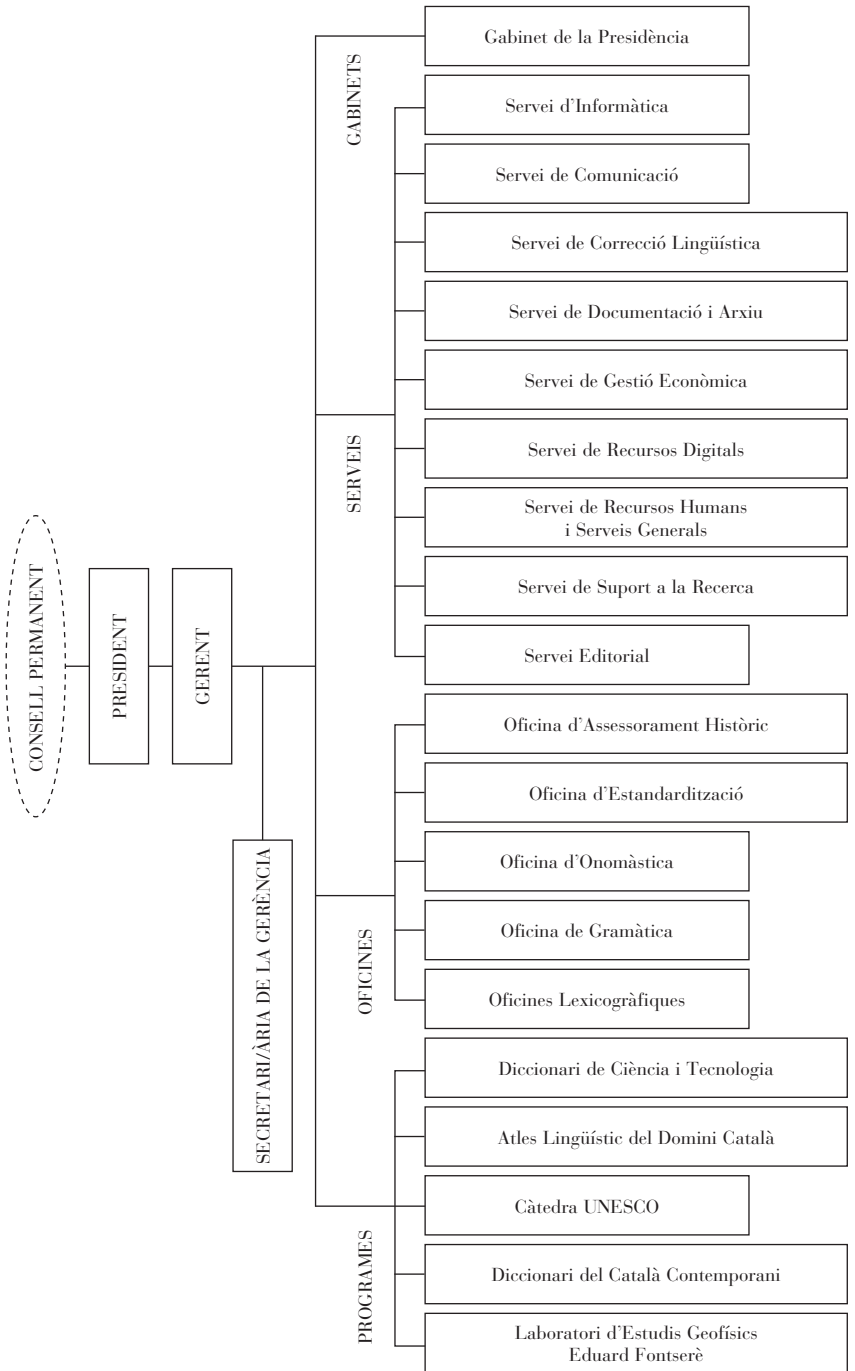 CONSELL PERMANENT
PRESIDENT
GERENT
SECRETARI/ÀRIA DE LA GERÈNCIA
GABINETS
Gabinet de la Presidència
SERVEIS
Servei d'Informàtica
Servei de Comunicació
Servei de Correcció Lingüística
Servei de Documentació i Arxiu
Servei de Gestió Econòmica
Servei de Recursos Digitals
Servei de Recursos Humans
i Serveis Generals
Servei de Suport a la Recerca
Servei Editorial
OFICINES
Oficina d'Assessorament Històric
Oficina d'Estandardització
Oficina d'Onomàstica
Oficina de Gramàtica
Oficines Lexicogràfiques
PROGRAMES
Diccionari de Ciència i Tecnologia
Atles Lingüístic del Domini Català
Càtedra UNESCO
Diccionari del Català Contemporani
Laboratori d'Estudis Geofísics
Eduard Fontserè